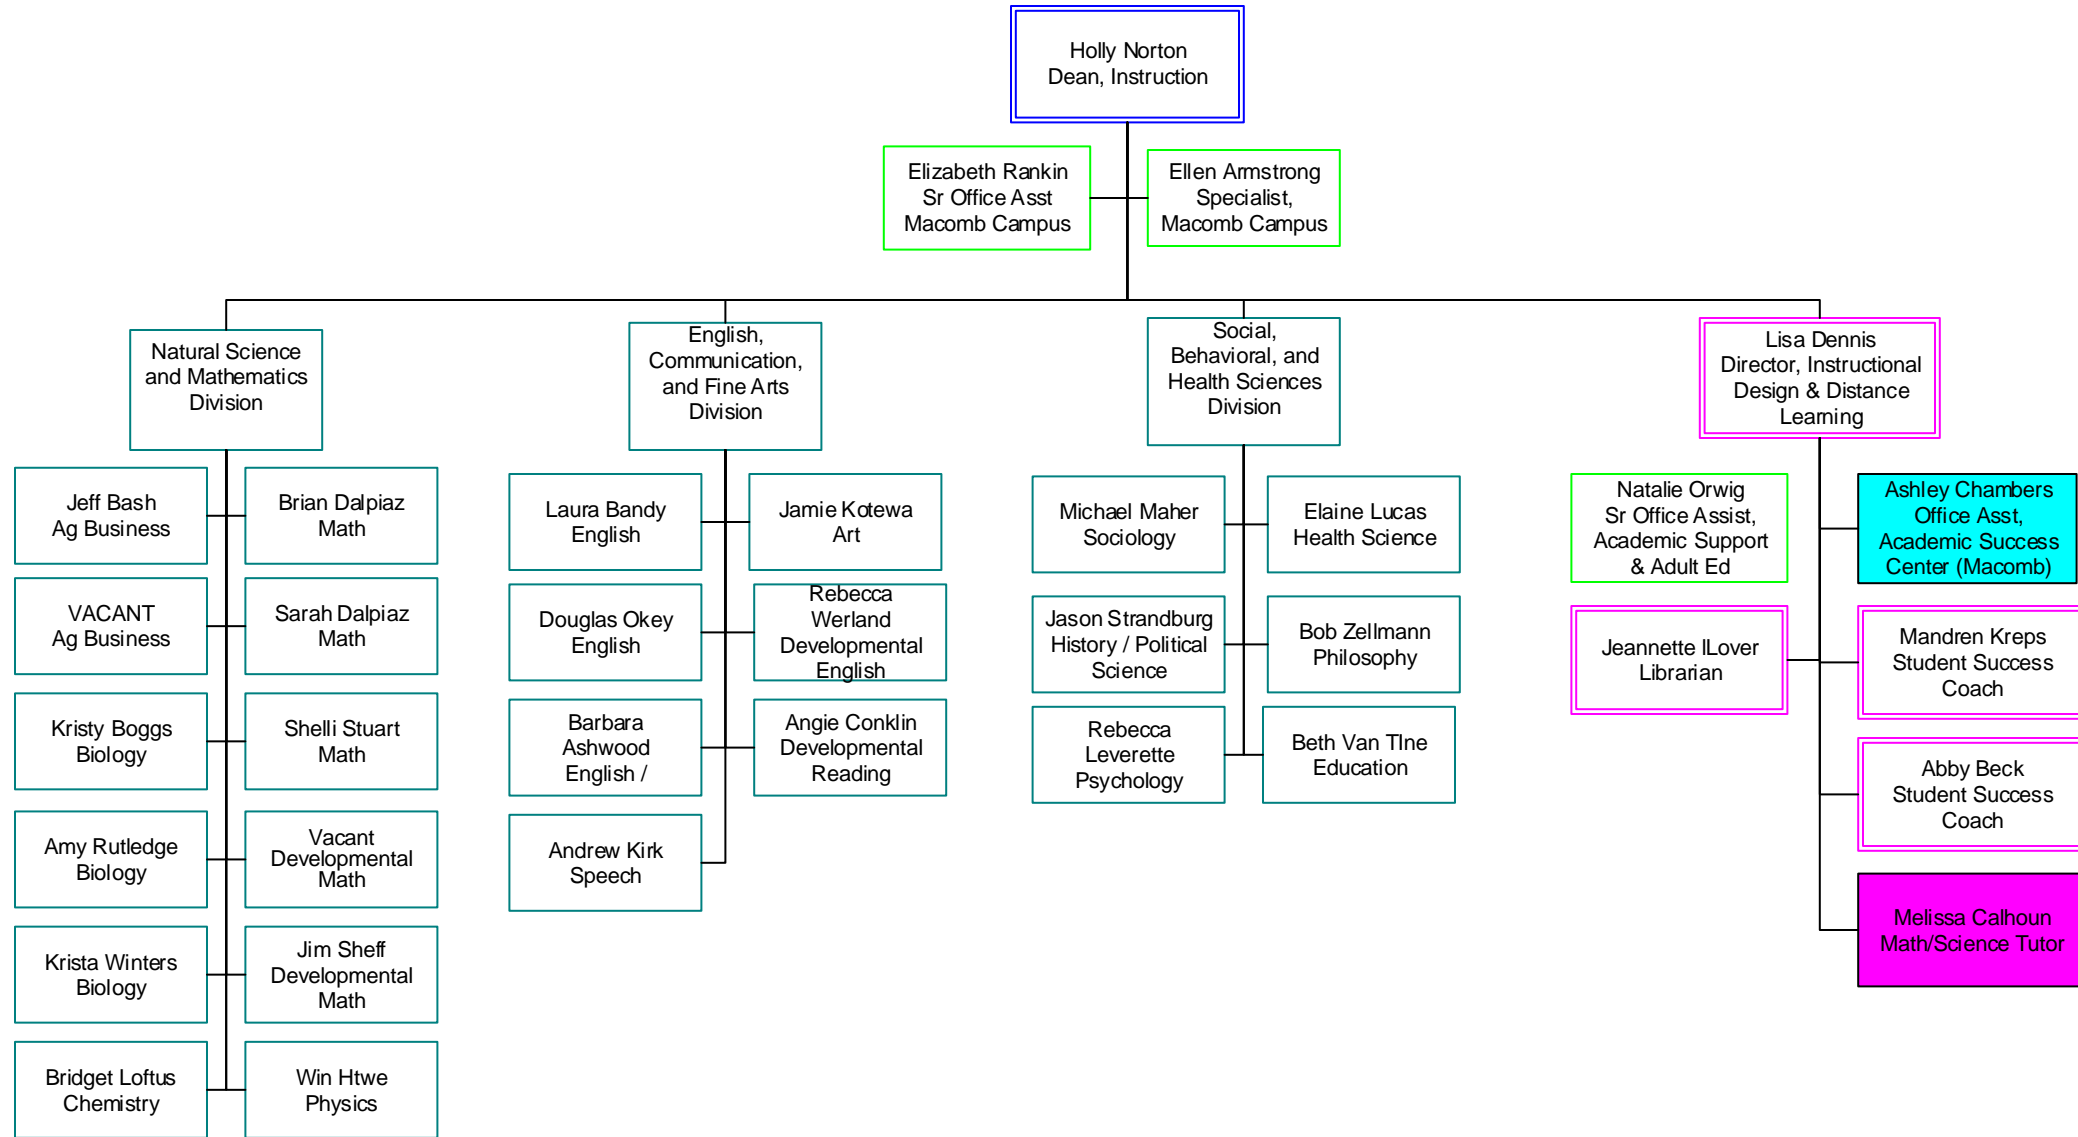 Holly Norton
Dean, Instruction
Elizabeth Rankin
Sr Office Asst
Macomb Campus
Ellen Armstrong
Specialist,
Macomb Campus
Natural Science
and Mathematics
Division
English,
Communication,
and Fine Arts
Division
Social,
Behavioral, and
Health Sciences
Division
Lisa Dennis
Director, Instructional
Design & Distance
Learning
Jeff Bash
Ag Business
Brian Dalpiaz
Math
VACANT
Ag Business
Sarah Dalpiaz
Math
Kristy Boggs
Biology
Shelli Stuart
Math
Amy Rutledge
Biology
Vacant
Developmental
Math
Krista Winters
Biology
Jim Sheff
Developmental
Math
Bridget Loftus
Chemistry
Win Htwe
Physics
Laura Bandy
English
Jamie Kotewa
Art
Douglas Okey
English
Rebecca
Werland
Developmental
English
Barbara
Ashwood
English /
Angie Conklin
Developmental
Reading
Andrew Kirk
Speech
Michael Maher
Sociology
Elaine Lucas
Health Science
Jason Strandburg
History / Political
Science
Bob Zellmann
Philosophy
Rebecca
Leverette
Psychology
Beth Van TIne
Education
Natalie Orwig
Sr Office Assist,
Academic Support
& Adult Ed
Ashley Chambers
Office Asst,
Academic Success
Center (Macomb)
Jeannette lLover
Librarian
Mandren Kreps
Student Success
Coach
Abby Beck
Student Success
Coach
Melissa Calhoun
Math/Science Tutor